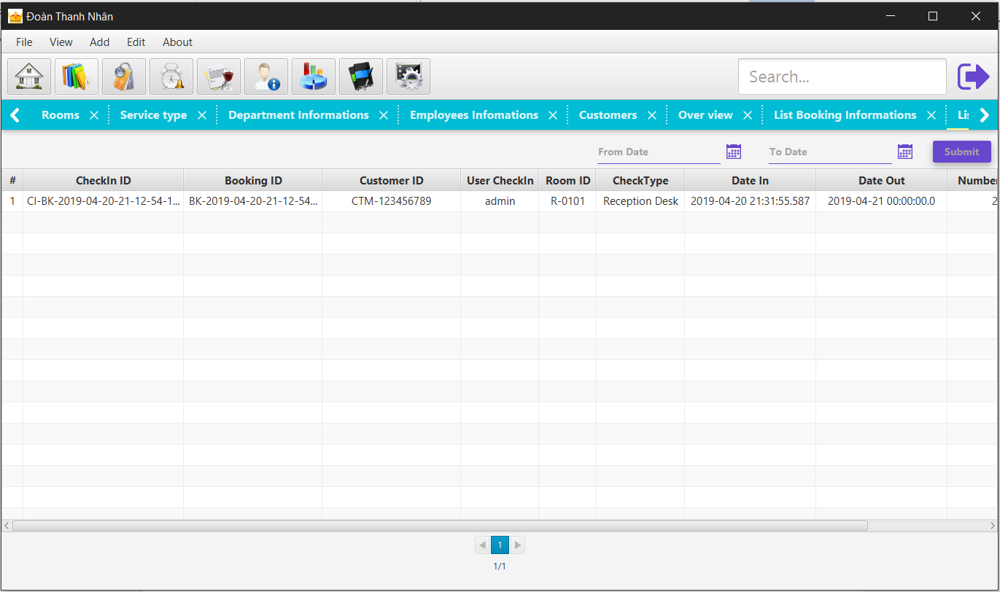 Đoàn Thanh Nhân
File View Add Edit About
Search...
Rooms Service type Department Informations Employees Infomations Customers Over view List Booking Informations Li
From Date To Date Submit
# CheckIn ID Booking ID Customer ID User CheckIn Room ID CheckType Date In Date Out Number
1 CI-BK-2019-04-20-21-12-54-1... BK-2019-04-20-21-12-54... CTM-123456789 admin R-0101 Reception Desk 2019-04-20 21:31:55.587 2019-04-21 00:00:00.0 2
1
1/1